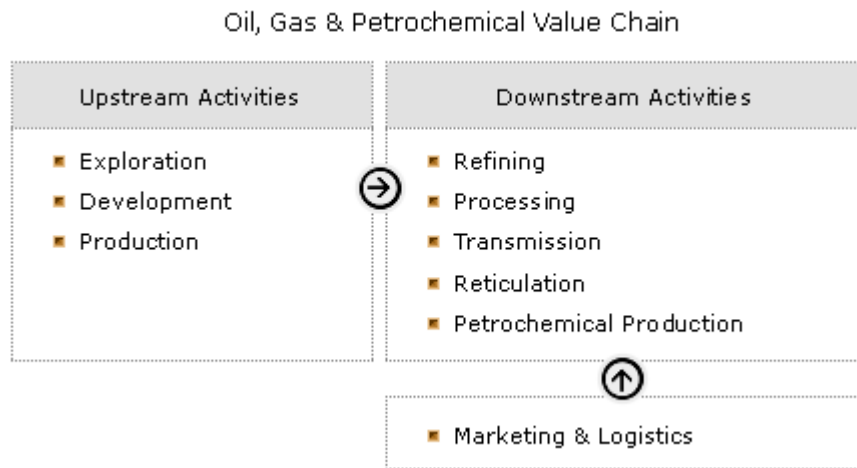 Oil, Gas & Petrochemical Value Chain
Upstream Activities
Exploration
Development
Production
Downstream Activities
Refining
Processing
Transmission
Reticulation
Petrochemical Production
Marketing & Logistics